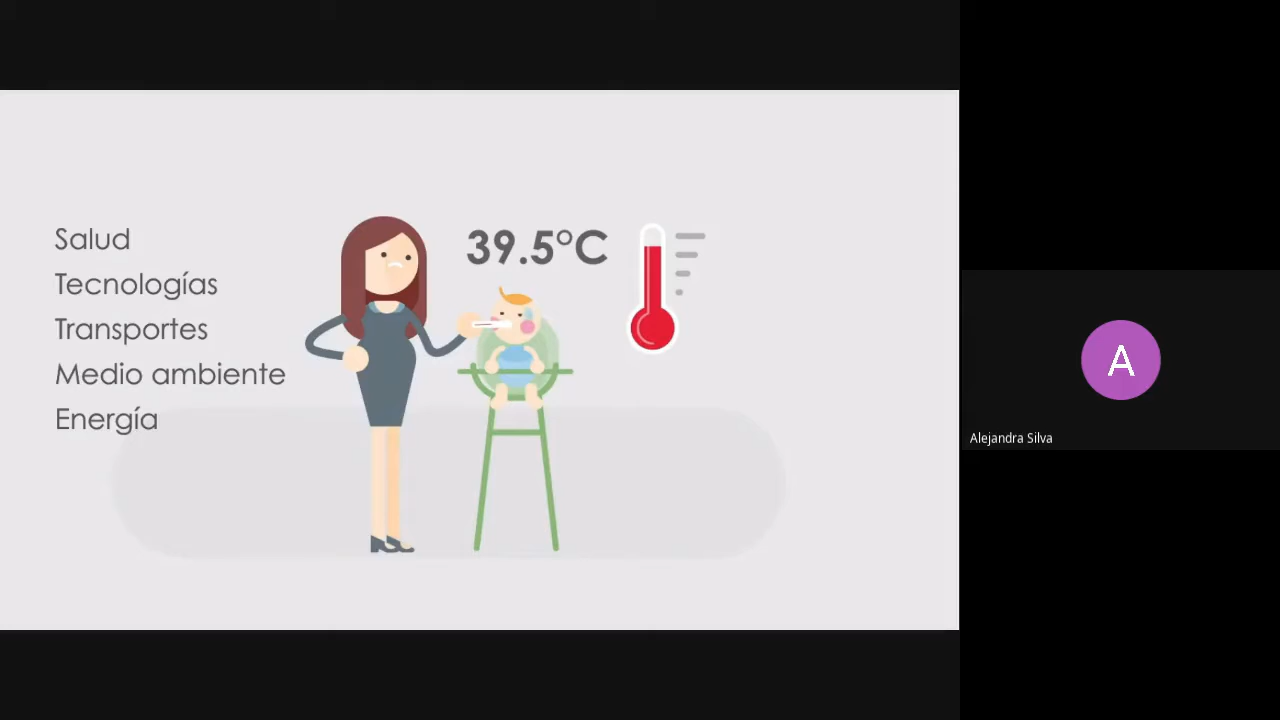 Salud
Tecnologías
Transportes
Medio ambiente
Energía
39.5°C
A
Alejandra Silva